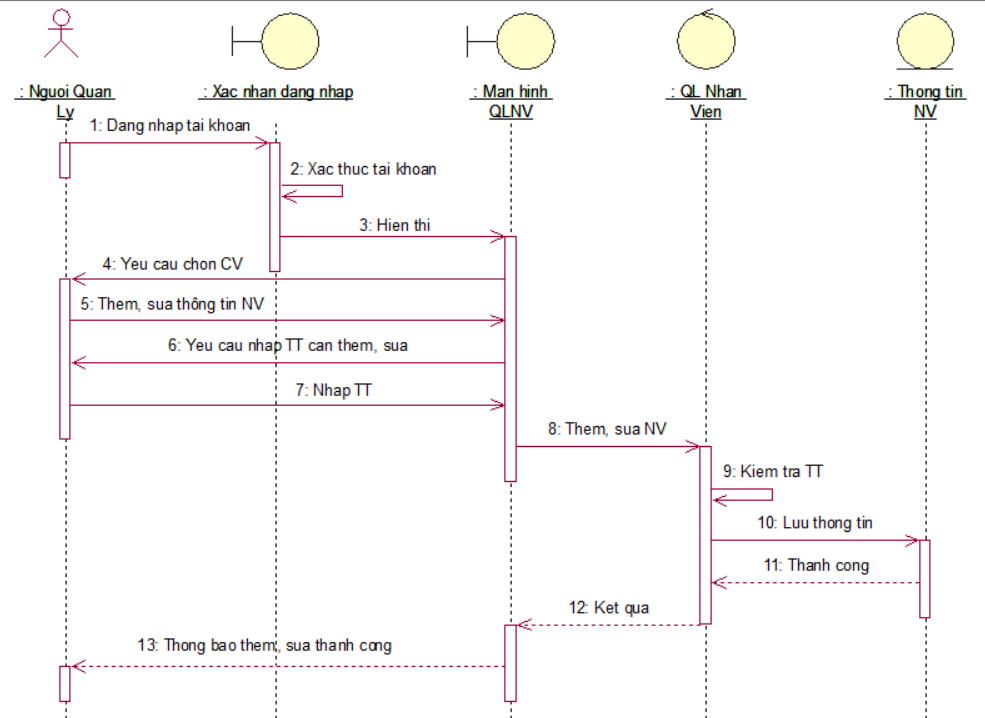 : Nguoi Quan
Ly
: Xac nhan dang nhap
: Man hinh
QLNV
: QL Nhan
Vien
: Thong tin
NV
1: Dang nhap tai khoan
2: Xac thuc tai khoan
3: Hien thi
4: Yeu cau chon CV
5: Them, sua thông tin NV
6: Yeu cau nhap TT can them, sua
7: Nhap TT
8: Them, sua NV
9: Kiem tra TT
10: Luu thong tin
11: Thanh cong
12: Ket qua
13: Thong bao them, sua thanh cong